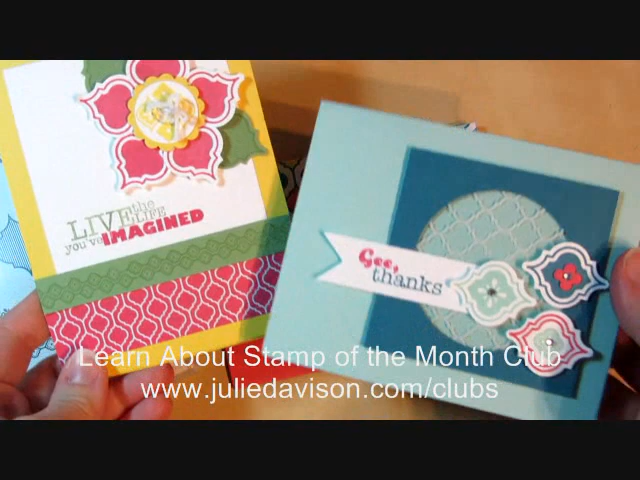 LIVE the LIFE
you've IMAGINED
Gee,
thanks
Learn About Stamp of the Month Club
www.juliedavison.com/clubs